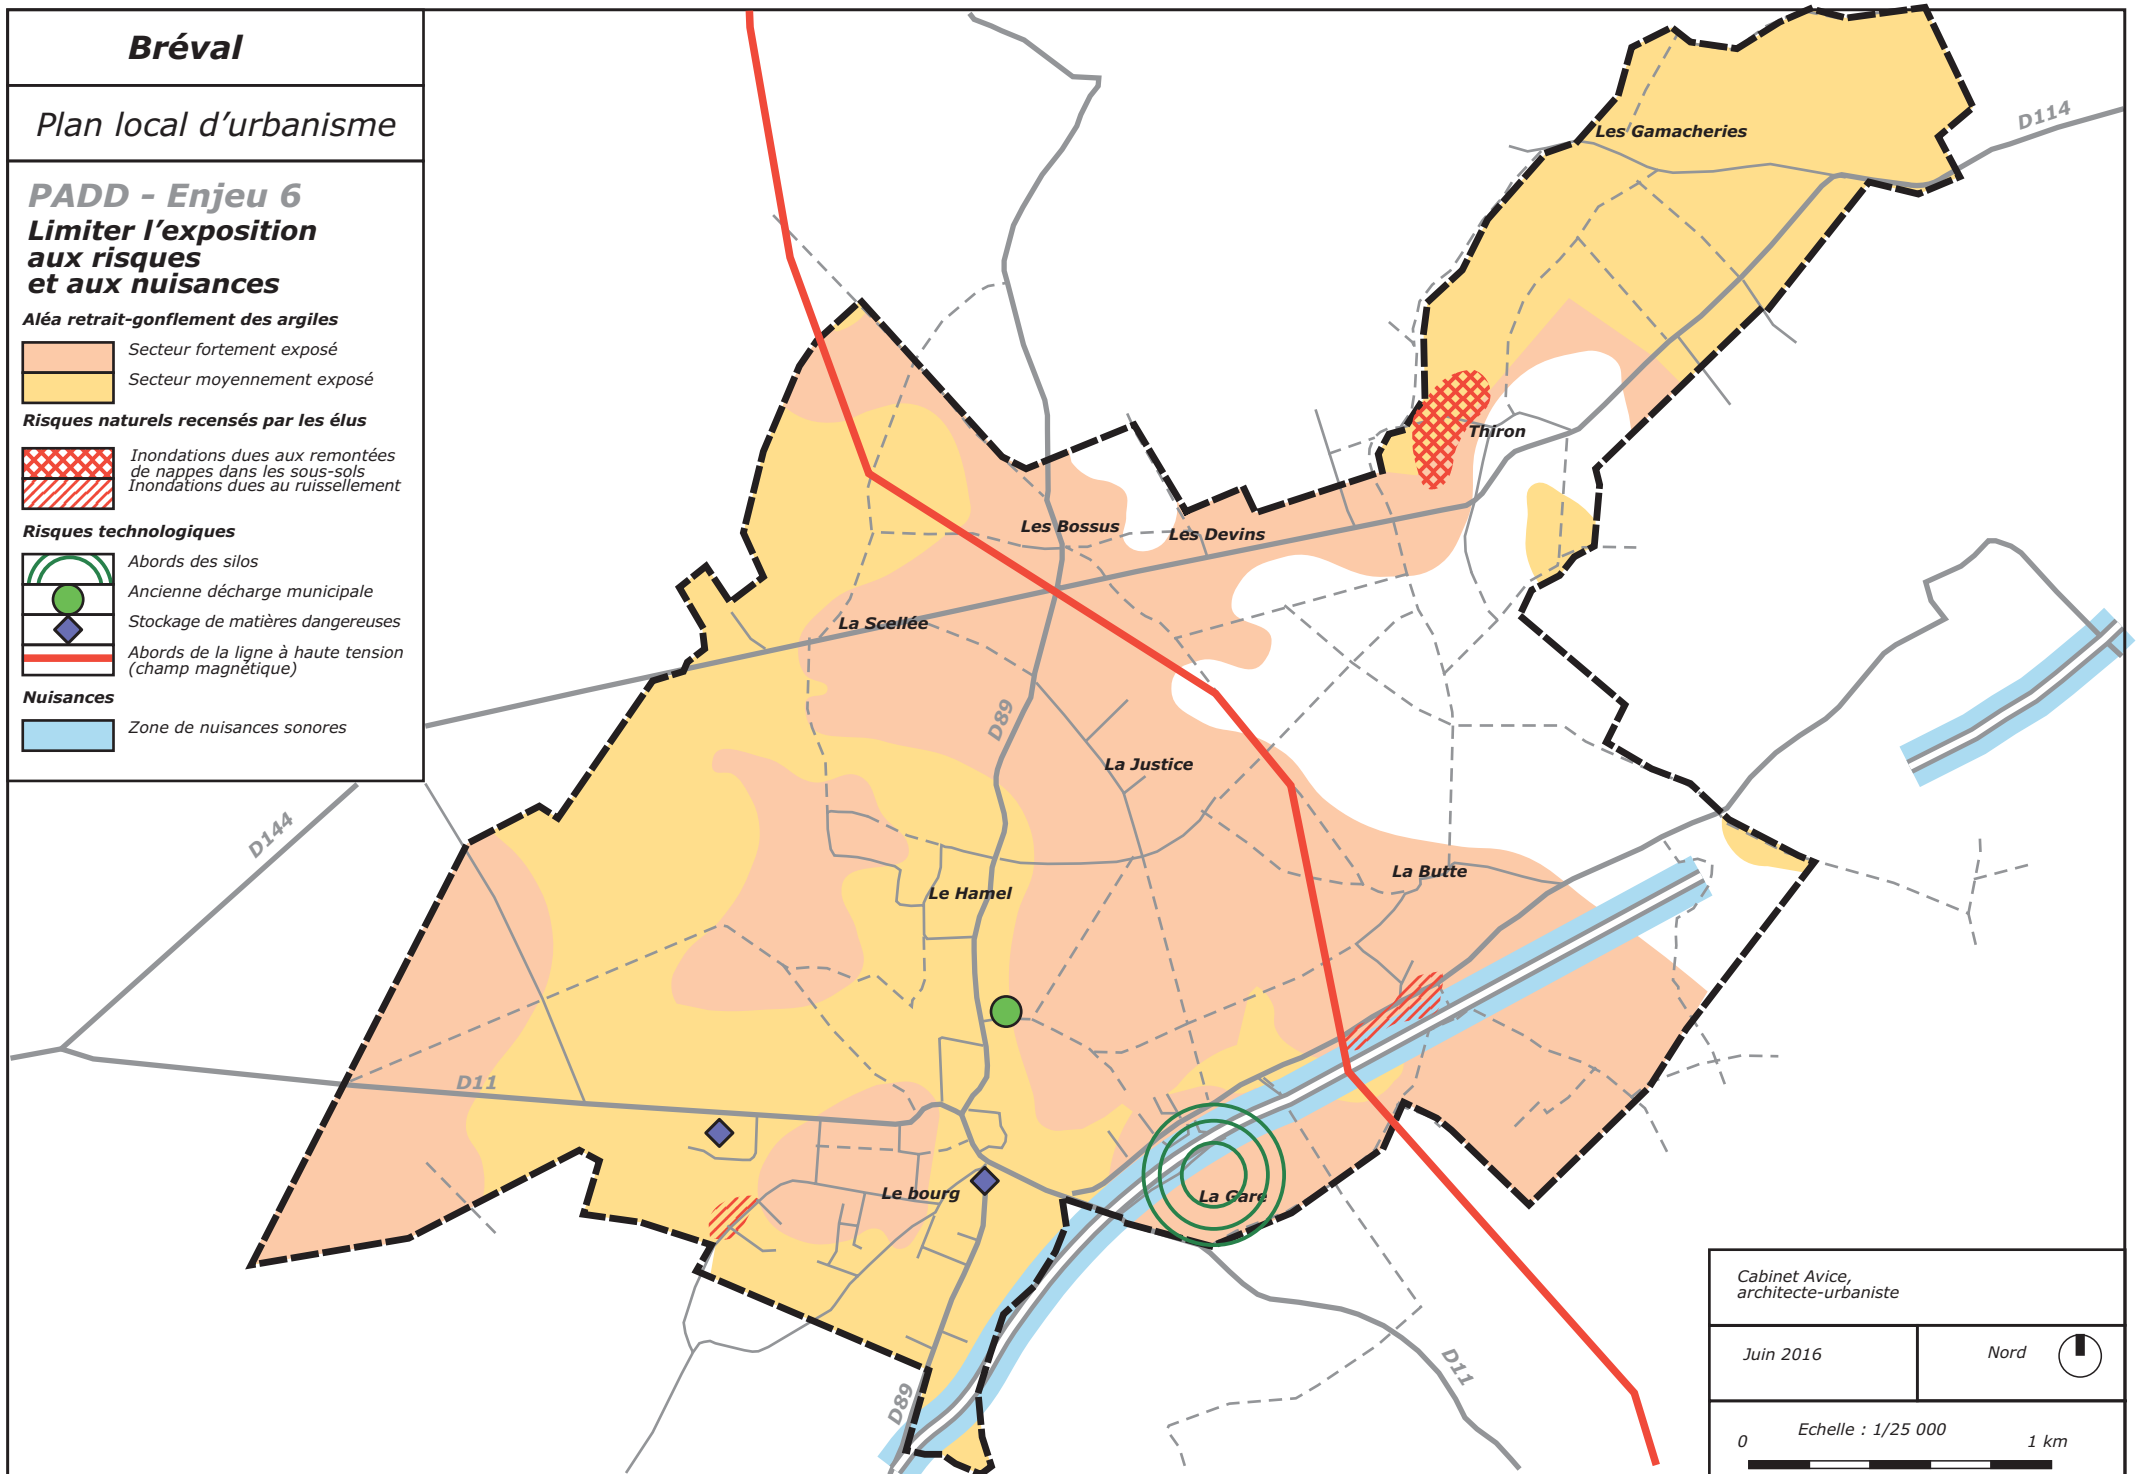 Bréval
Plan local d’urbanisme
PADD – Enjeu 6
Limiter l’exposition
aux risques
et aux nuisances
Aléa retrait-gonflement des argiles
Secteur fortement exposé
Secteur moyennement exposé
Risques naturels recensés par les élus
Inondations dues aux remontées
de nappes dans les sous-sols
Inondations dues au ruissellement
Risques technologiques
Abords des silos
Ancienne décharge municipale
Stockage de matières dangereuses
Abords de la ligne à haute tension
(champ magnétique)
Nuisances
Zone de nuisances sonores
D114
Les Gamacheries
Thiron
Les Bossus
Les Devins
La Scellée
D89
La Justice
D144
La Butte
Le Hamel
D11
Le bourg
La Gare
D89
D11
Cabinet Avice,
architecte-urbaniste
Juin 2016
Nord
Echelle : 1/25 000
0
1 km